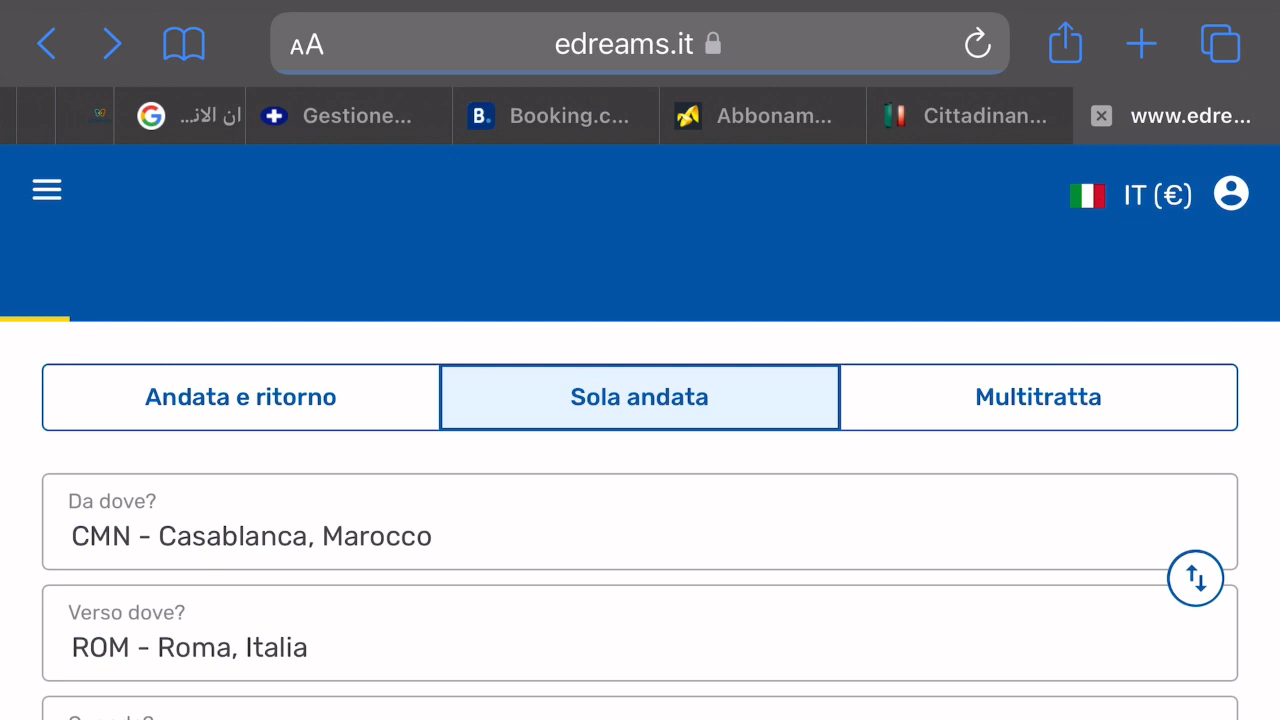 AA edreams.it
...ان الانـ Gestione... B. Booking.c... Abbonam... Cittadinan... www.edre...
IT (€)
Andata e ritorno Sola andata Multitratta
Da dove?
CMN - Casablanca, Marocco
Verso dove?
ROM - Roma, Italia